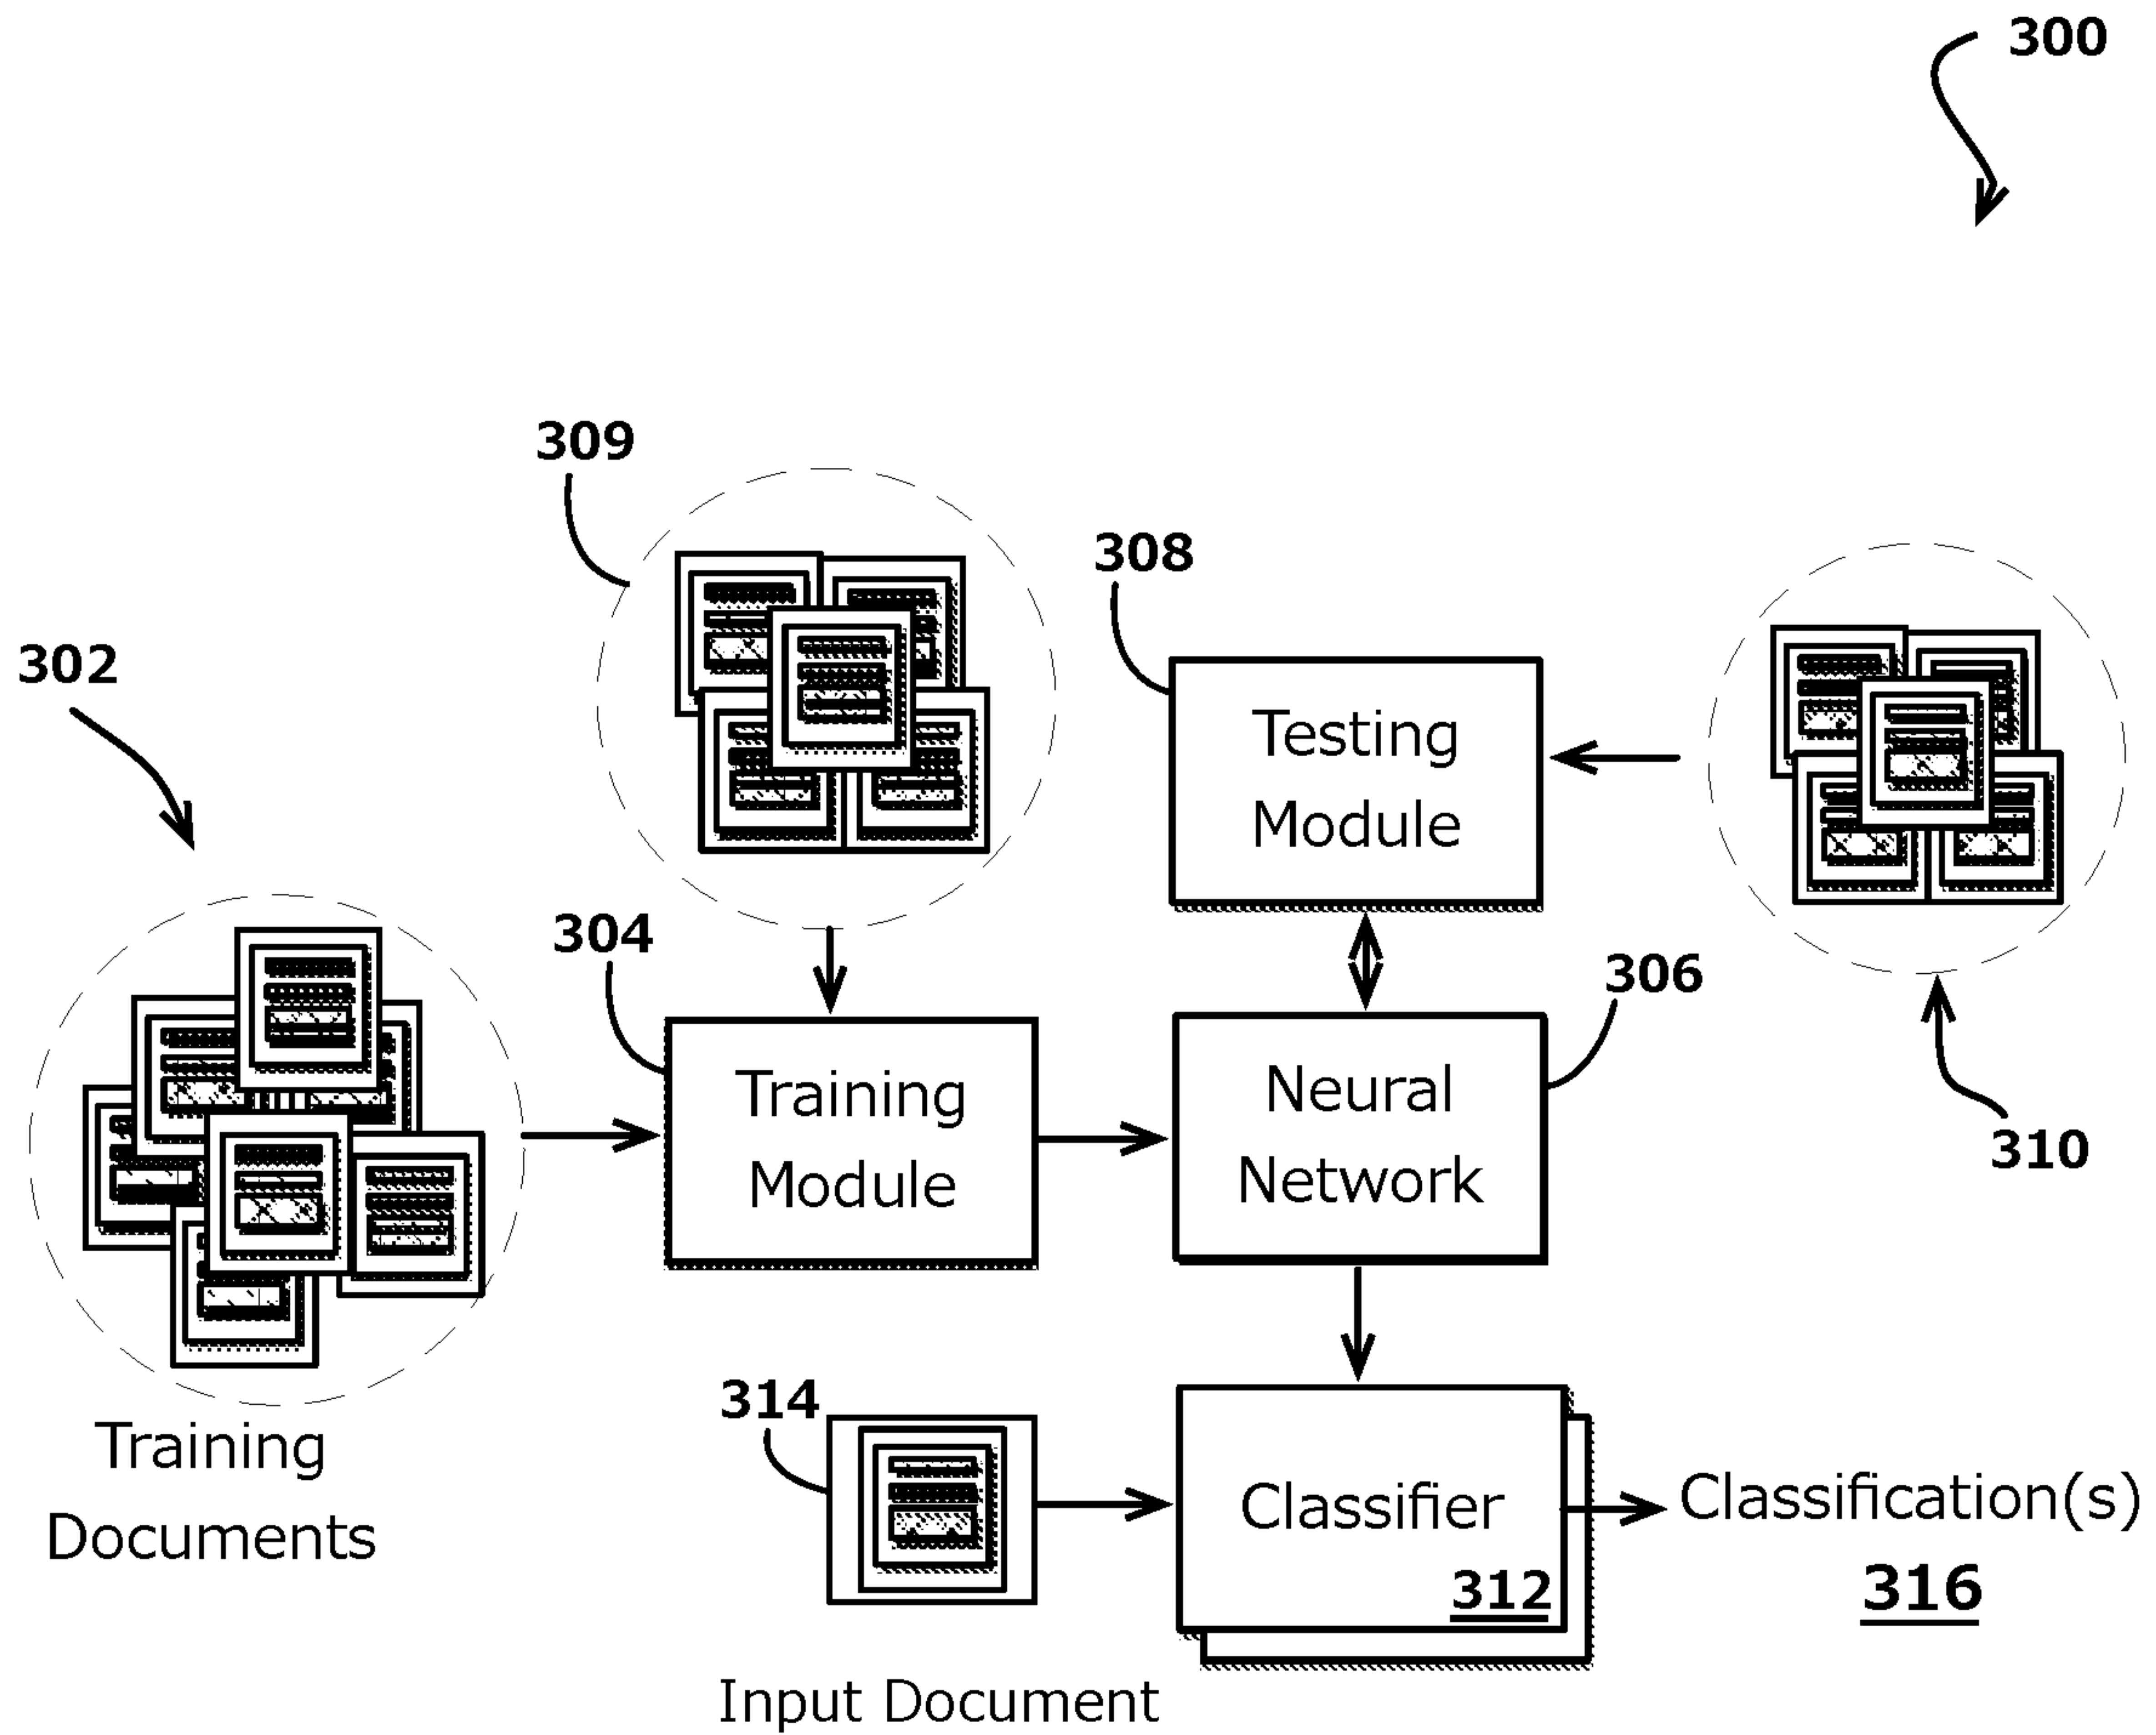 300
309
308
302
Testing
Module
304
306
Training
Module
Neural
Network
310
314
Training
Documents
Classifier
312
Classification(s)
316
Input Document